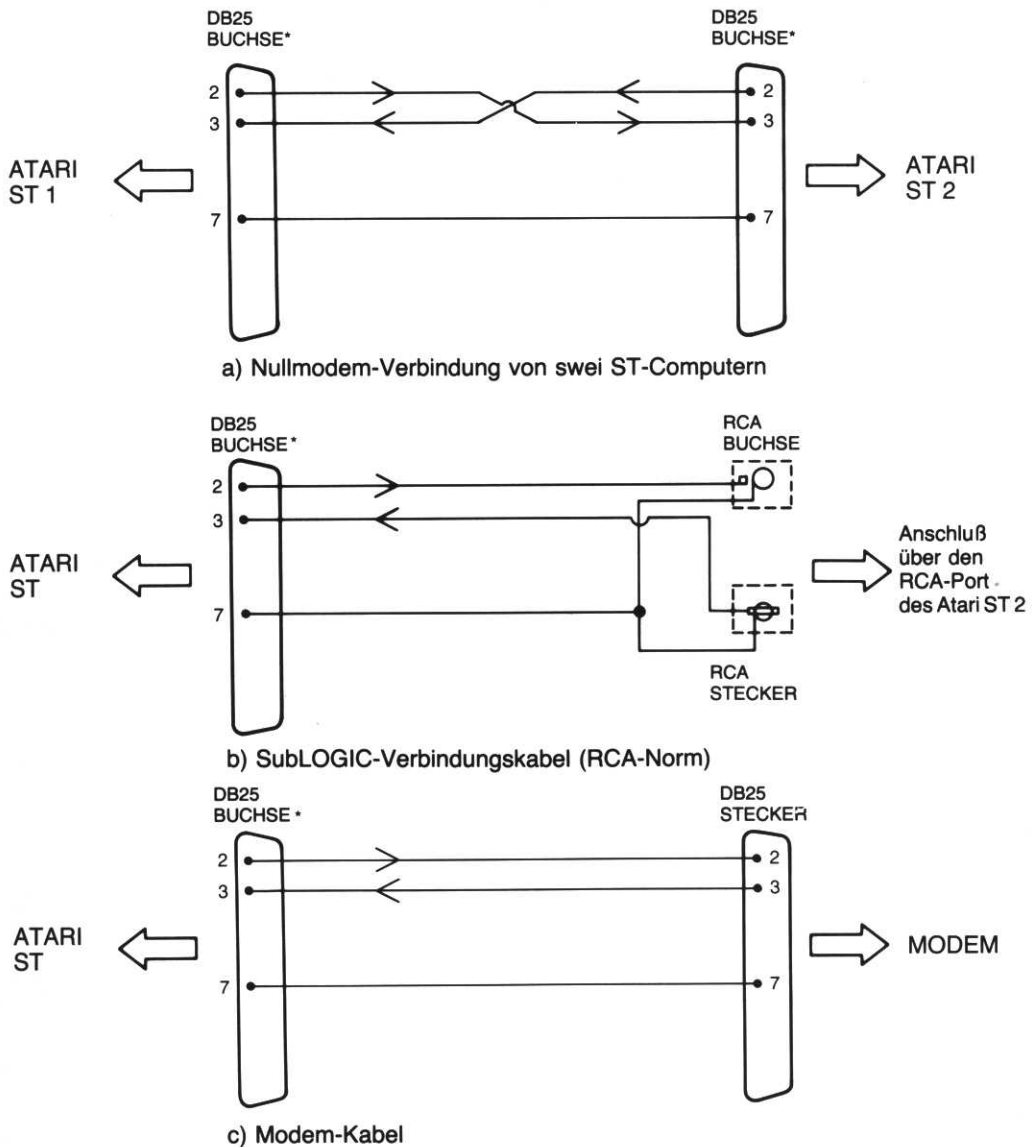 DB25
BUCHSE*
DB25
BUCHSE*
2
2
3
3
ATARI
ST 1
ATARI
ST 2
7
7
a) Nullmodem-Verbindung von swei ST-Computern
DB25
BUCHSE*
RCA
BUCHSE
2
3
ATARI
ST
Anschluß
über den
RCA-Port
des Atari ST 2
7
RCA
STECKER
b) SubLOGIC-Verbindungskabel (RCA-Norm)
DB25
BUCHSE*
DB25
STECKER
2
2
3
3
ATARI
ST
MODEM
7
7
c) Modem-Kabel